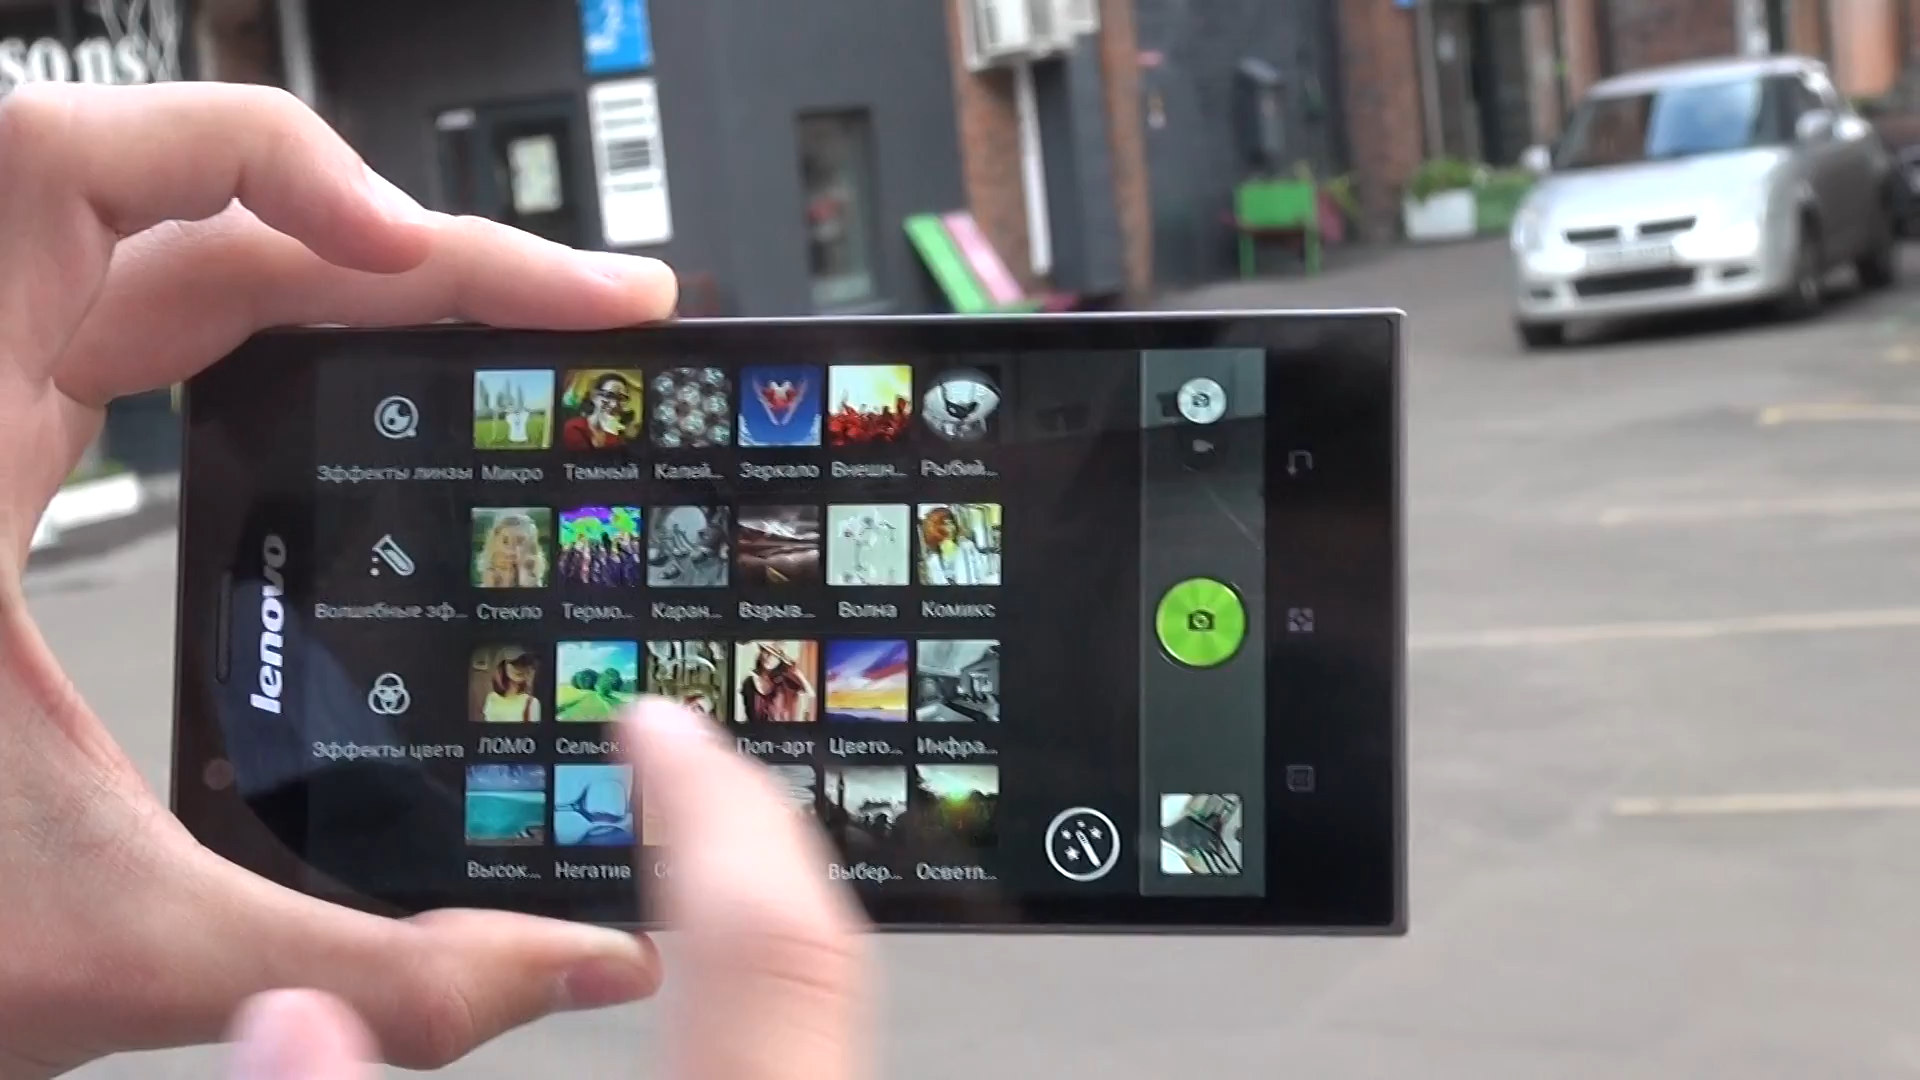 sons
2
lenovo
Эффекты линзы Микро Темный Калей... Зеркало Внешн... Рыбий...
Волшебные эф... Стекло Термо... Каран... Взрыв... Волна Комикс
Эффекты цвета ЛОМО Сельск Поп-арт Цвето... Инфра...
Высок... Негатив Выбер... Осветл...